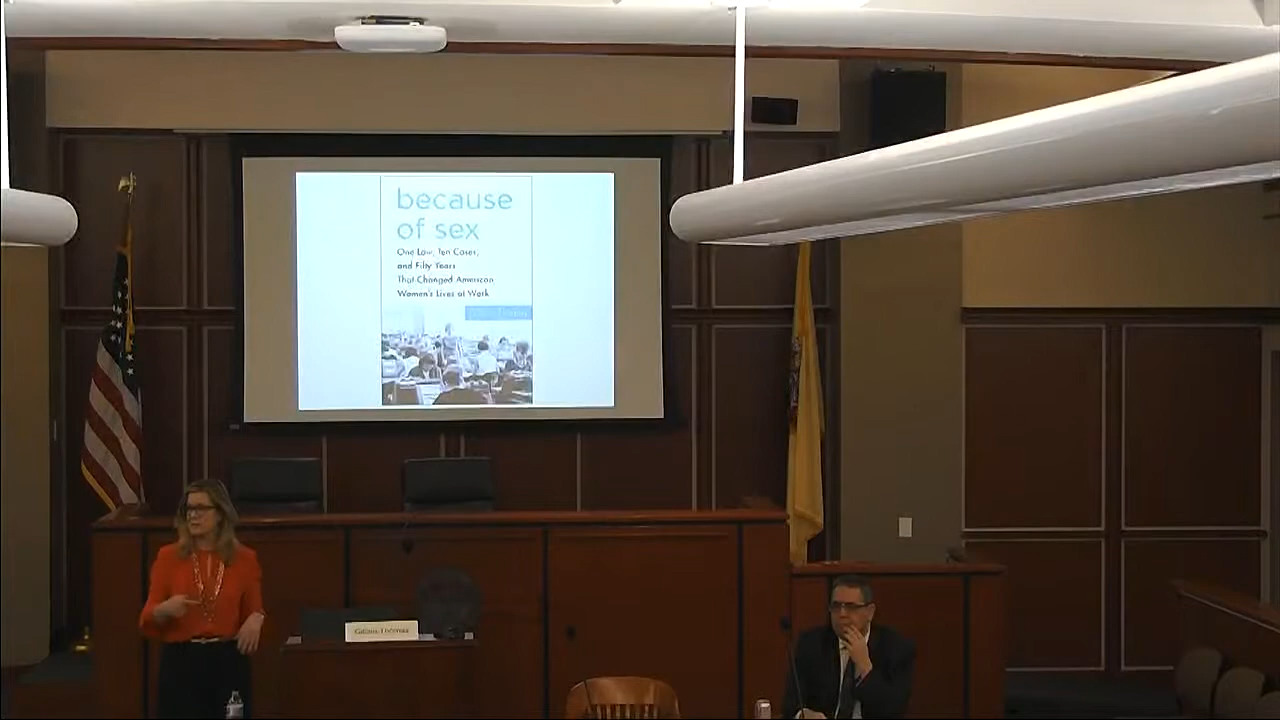 because
of sex
One Law, Ten Cases,
and Fifty Years
That Changed American
Women's Lives at Work
Gillian Thomas